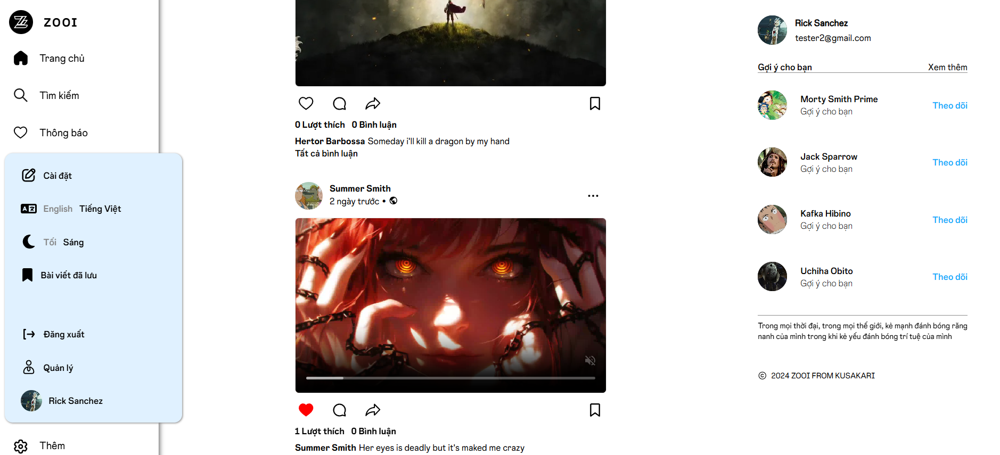 ZOOI
Trang chủ
Tìm kiếm
Thông báo
Cài đặt
English Tiếng Việt
Tối Sáng
Bài viết đã lưu
Đăng xuất
Quản lý
Rick Sanchez
Thêm
0 Lượt thích 0 Bình luận
Hertor Barbossa Someday i'll kill a dragon by my hand
Tất cả bình luận
Summer Smith
2 ngày trước •
1 Lượt thích 0 Bình luận
Summer Smith Her eyes is deadly but it's maked me crazy
Rick Sanchez
tester2@gmail.com
Gợi ý cho bạn Xem thêm
Morty Smith Prime
Gợi ý cho bạn
Theo dõi
Jack Sparrow
Gợi ý cho bạn
Theo dõi
Kafka Hibino
Gợi ý cho bạn
Theo dõi
Uchiha Obito
Gợi ý cho bạn
Theo dõi
Trong mọi thời đại, trong mọi thế giới, kẻ mạnh đánh bóng răng
nanh của mình trong khi kẻ yếu đánh bóng trí tuệ của mình
© 2024 ZOOI FROM KUSAKARI